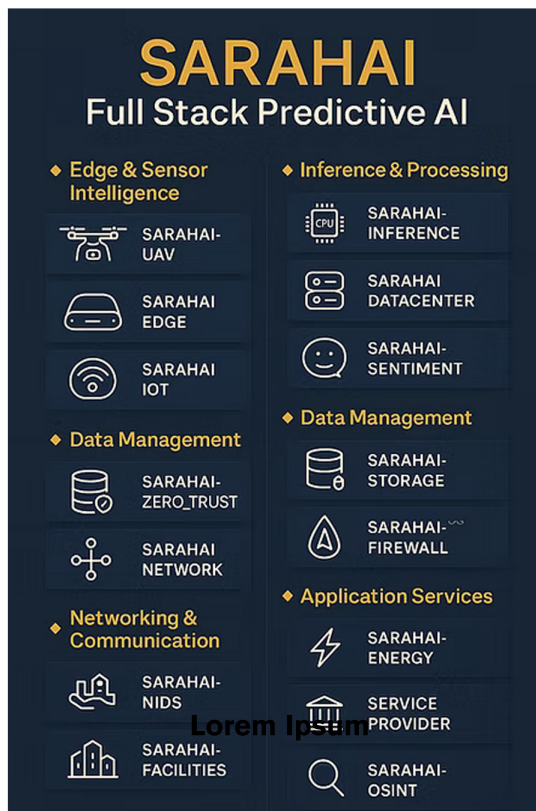 SARAHAI
Full Stack Predictive AI
Edge & Sensor
Intelligence
SARAHAI-
UAV
SARAHAI
EDGE
SARAHAI
IOT
Data Management
SARAHAI-
ZERO_TRUST
SARAHAI
NETWORK
Networking &
Communication
SARAHAI-
NIDS
SARAHAI-
FACILITIES
Inference & Processing
CPU
SARAHAI-
INFERENCE
SARAHAI
DATACENTER
SARAHAI-
SENTIMENT
Data Management
SARAHAI-
STORAGE
SARAHAI-
FIREWALL
Application Services
SARAHAI-
ENERGY
SERVICE
PROVIDER
SARAHAI-
OSINT
Lorem Ipsum